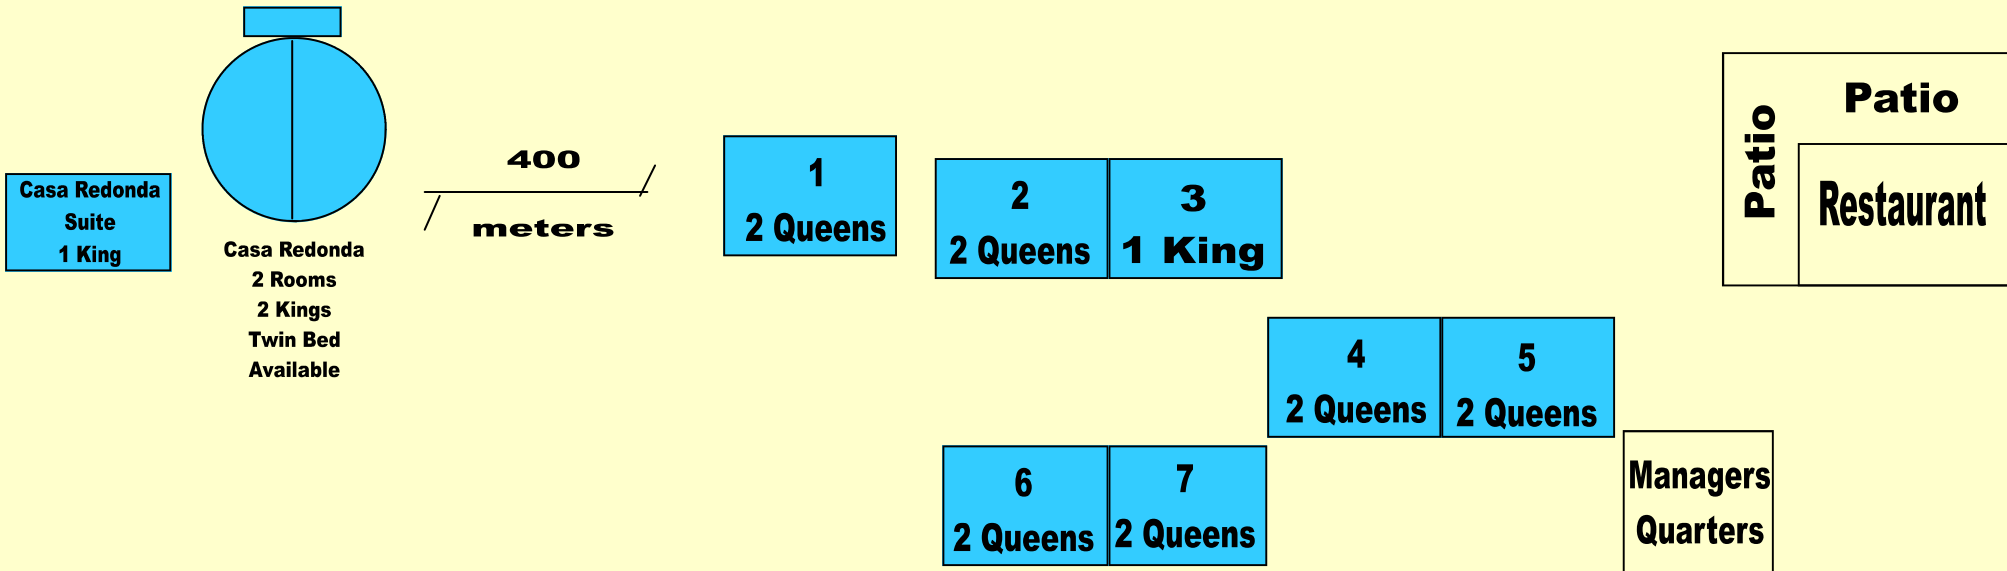 Casa Redonda
Suite
1 King
Casa Redonda
2 Rooms
2 Kings
Twin Bed
Available
400
meters
1
2 Queens
2
2 Queens
3
1 King
4
2 Queens
5
2 Queens
6
2 Queens
7
2 Queens
Patio
Patio
Restaurant
Managers
Quarters